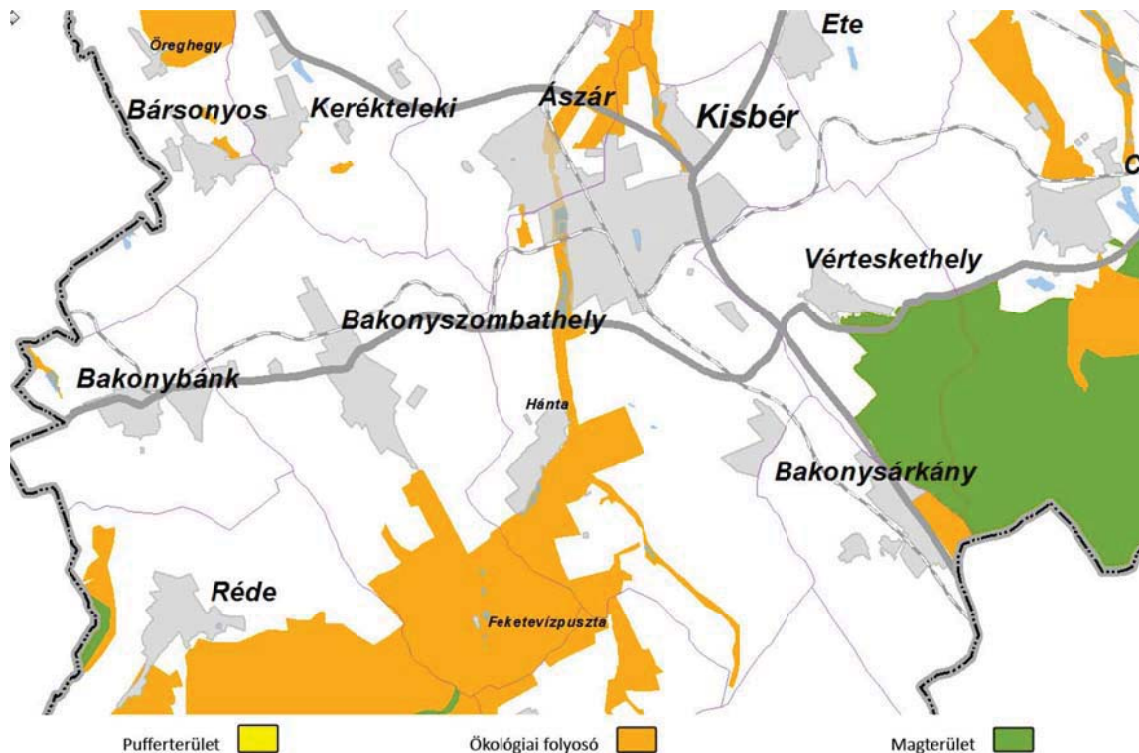 Ete
Öreghegy
Ászár
Bársonyos
Kerékteleki
Kisbér
C
Vérteskethely
Bakonyszombathely
Bakonybánk
Hánta
Bakonysárkány
Réde
Feketevízpuszta
Pufferterület
Ökológiai folyosó
Magterület